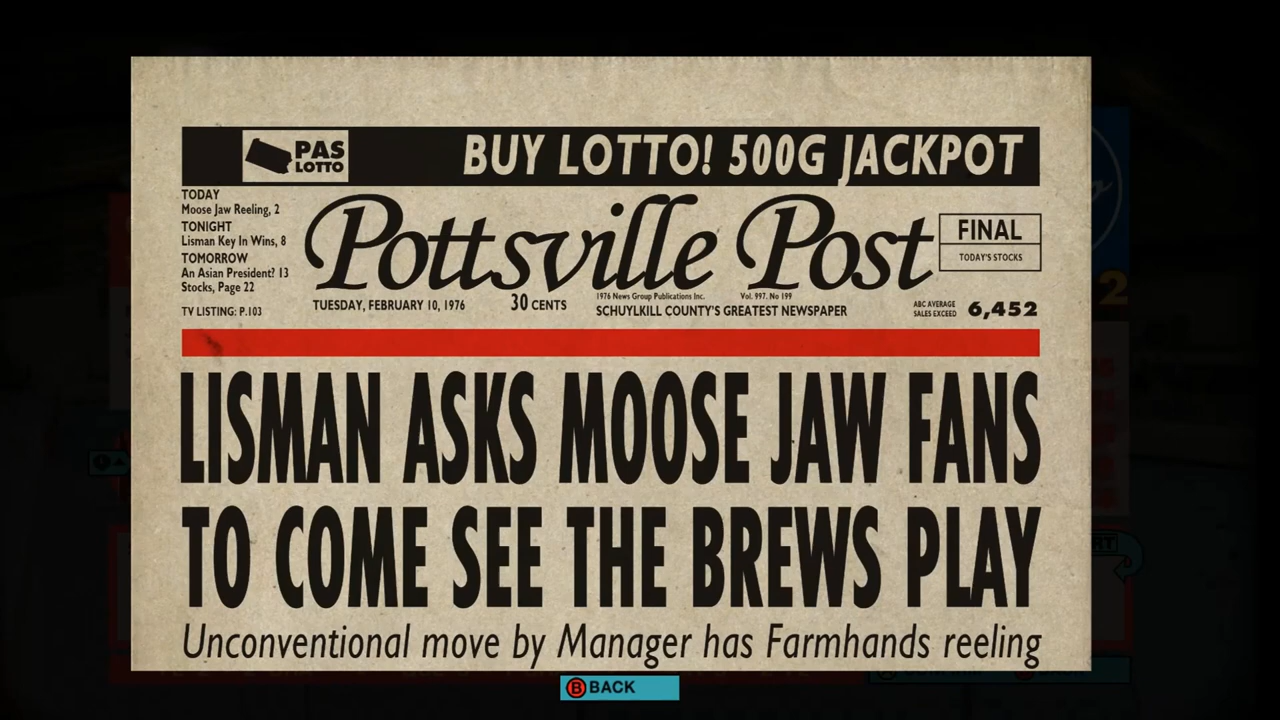 PAS
LOTTO
BUY LOTTO! 500G JACKPOT
TODAY
Moose Jaw Reeling, 2
TONIGHT
Lisman Key In Wins, 8
TOMORROW
An Asian President? 13
Stocks, Page 22
TV LISTING: P.103
Pottsville Post
FINAL
TODAY'S STOCKS
TUESDAY, FEBRUARY 10, 1976
30 CENTS
1976 News Group Publications Inc.
Vol. 997. No 199
SCHUYLKILL COUNTY'S GREATEST NEWSPAPER
ABC AVERAGE
SALES EXCEED
6,452
LISMAN ASKS MOOSE JAW FANS
TO COME SEE THE BREWS PLAY
Unconventional move by Manager has Farmhands reeling
B BACK